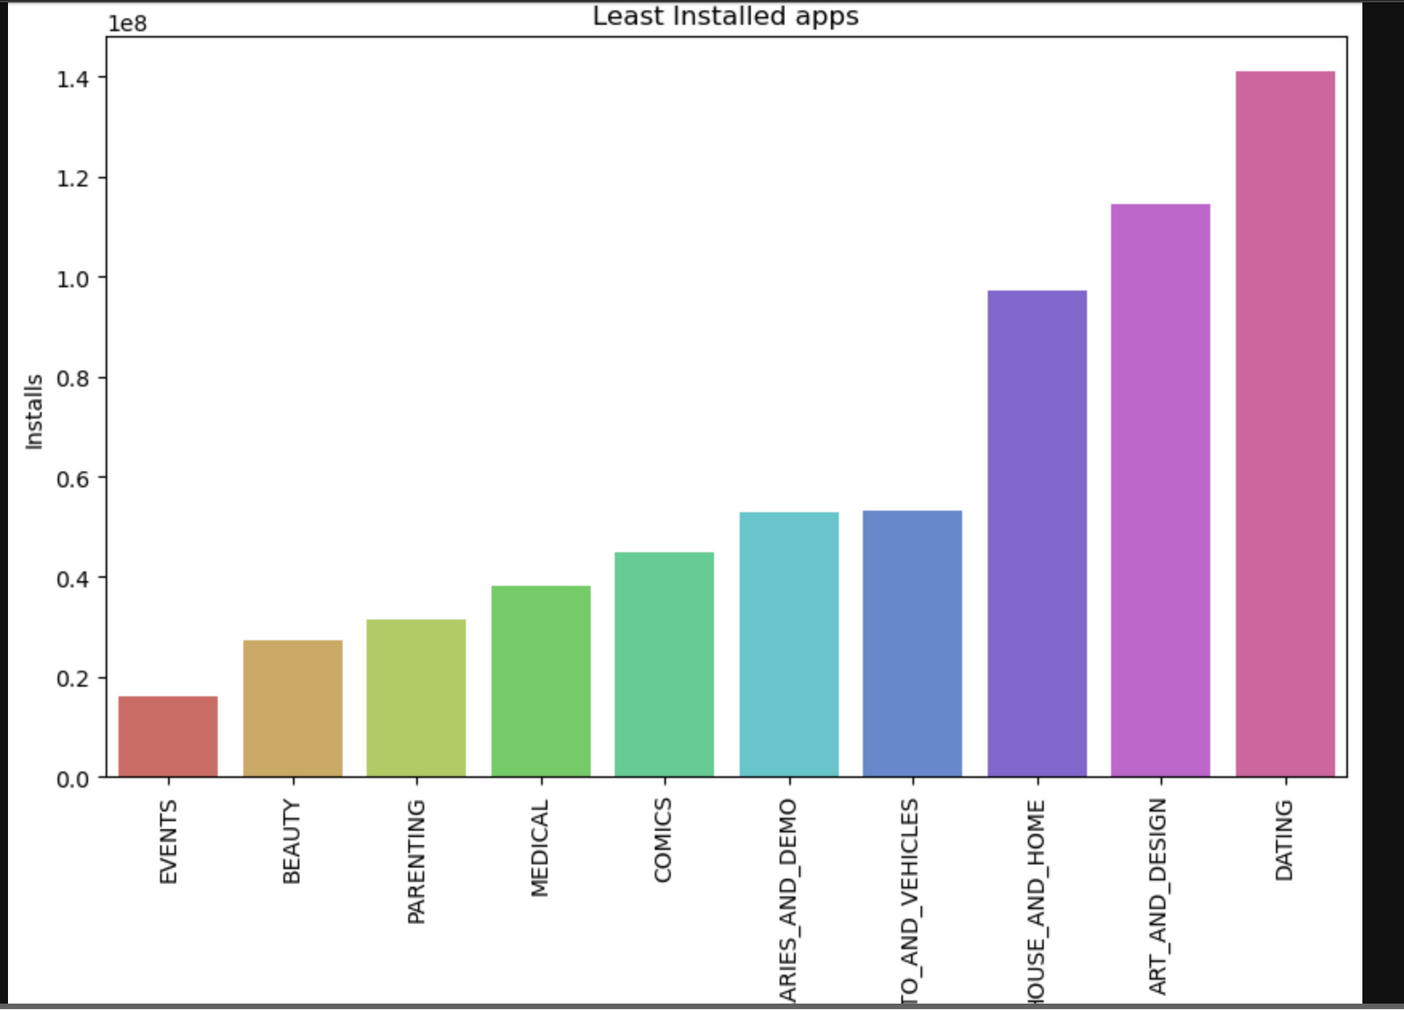 Least Installed apps
1e8
1.4
1.2
1.0
0.8
0.6
0.4
0.2
0.0
Installs
EVENTS
BEAUTY
PARENTING
MEDICAL
COMICS
ARIES_AND_DEMO
TO_AND_VEHICLES
HOUSE_AND_HOME
ART_AND_DESIGN
DATING